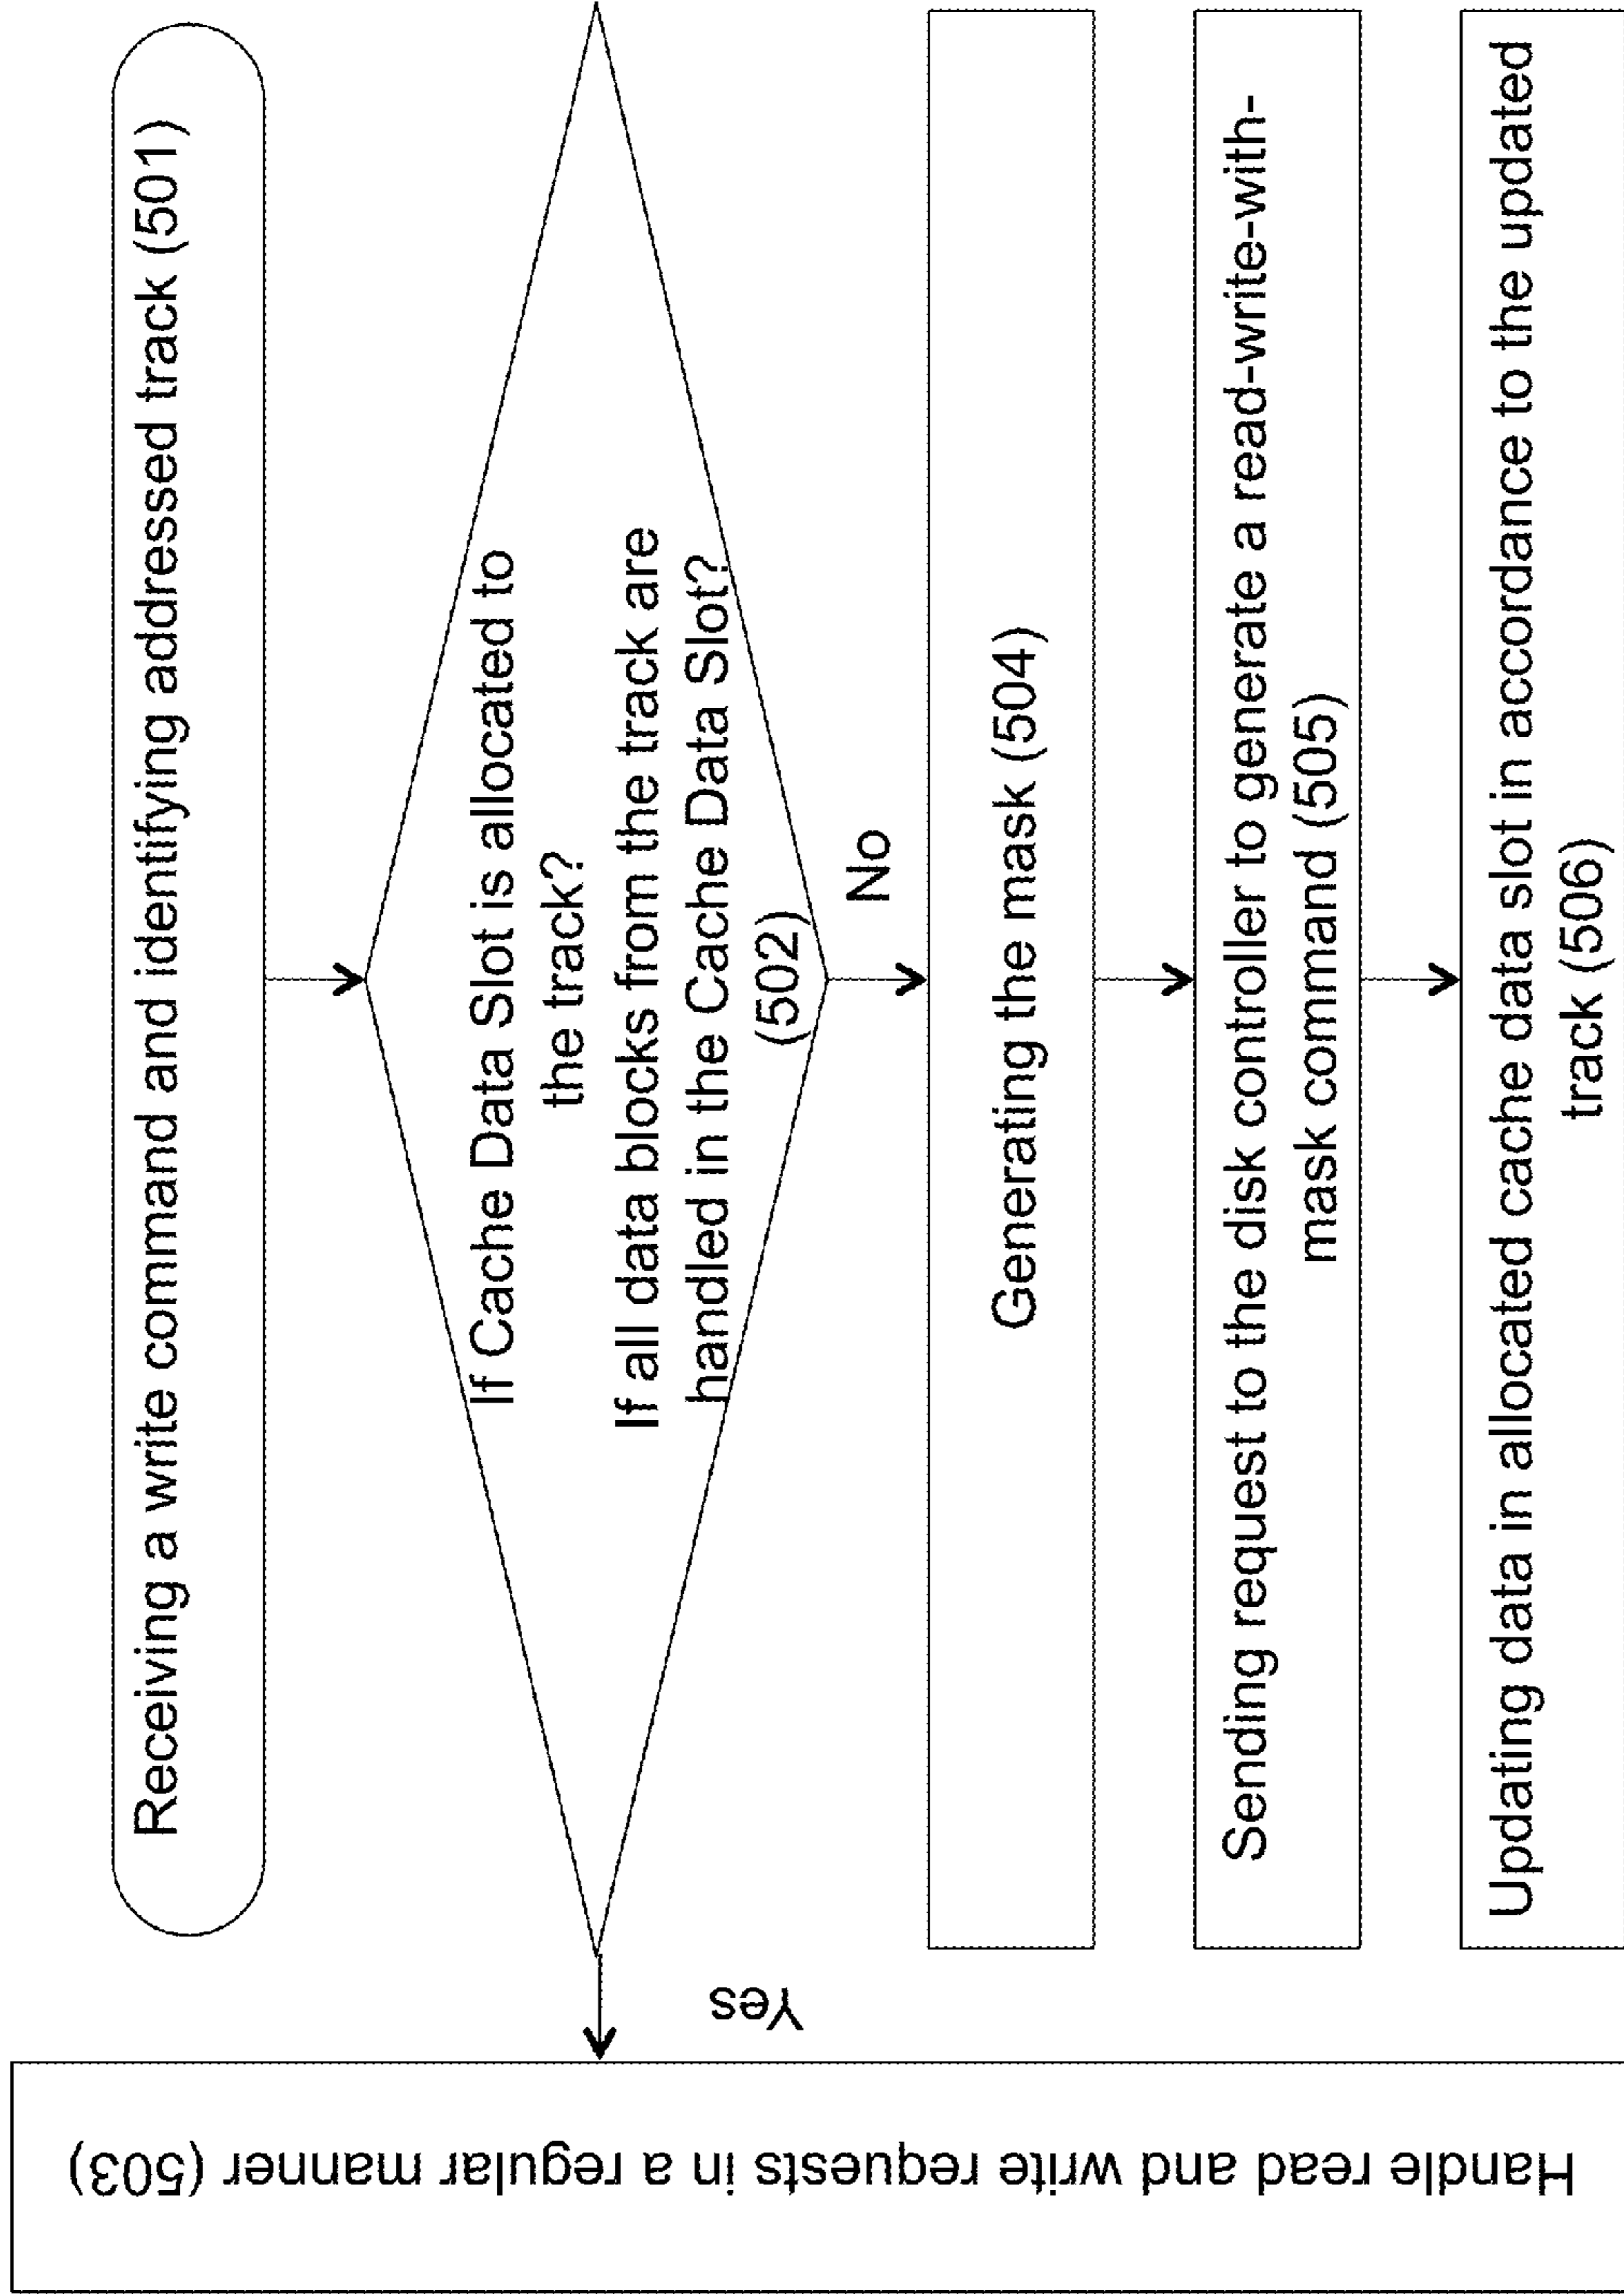 Receiving a write command and identifying addressed track (501)
If Cache Data Slot is allocated to
the track?
If all data blocks from the track are
handled in the Cache Data Slot?
(502)
Yes
No
Handle read and write requests in a regular manner (503)
Generating the mask (504)
Sending request to the disk controller to generate a read-write-with-
mask command (505)
Updating data in allocated cache data slot in accordance to the updated
track (506)